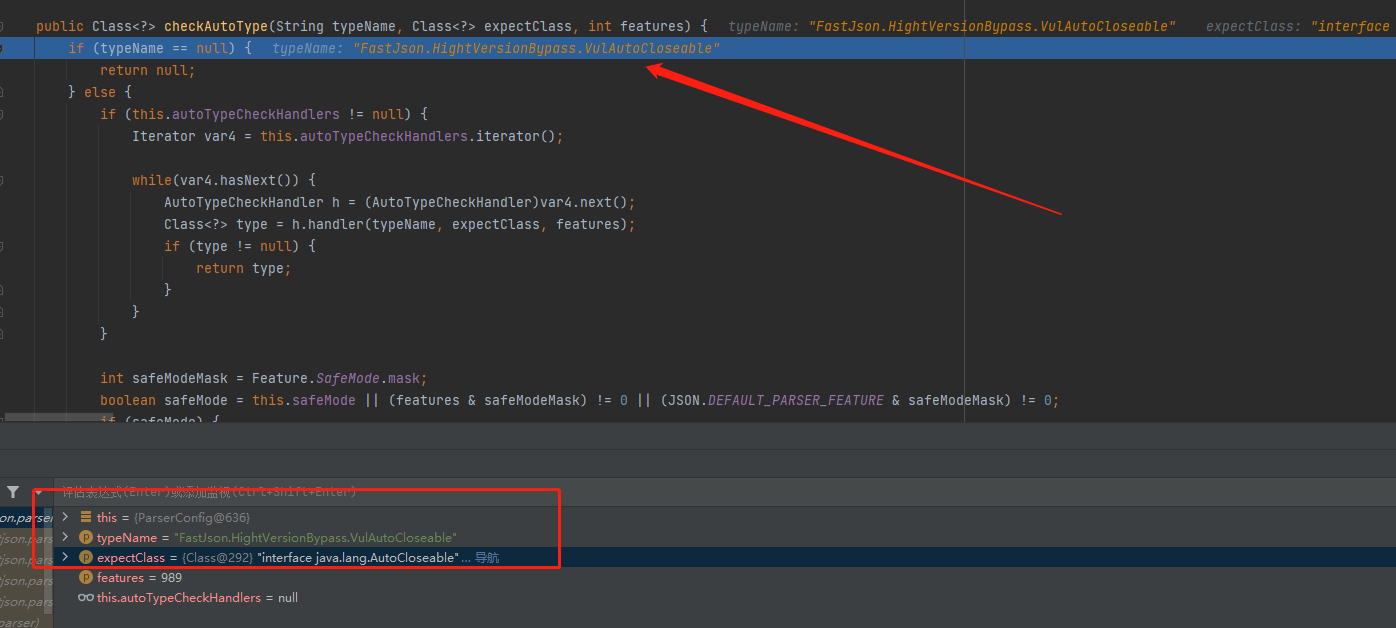 public Class<?> checkAutoType(String typeName, Class<?> expectClass, int features) {  typeName: "FastJson.HightVersionBypass.VulAutoCloseable"  expectClass: "interface
if (typeName == null) {  typeName: "FastJson.HightVersionBypass.VulAutoCloseable"
return null;
} else {
if (this.autoTypeCheckHandlers != null) {
Iterator var4 = this.autoTypeCheckHandlers.iterator();
while(var4.hasNext()) {
AutoTypeCheckHandler h = (AutoTypeCheckHandler)var4.next();
Class<?> type = h.handler(typeName, expectClass, features);
if (type != null) {
return type;
}
}
}
int safeModeMask = Feature.SafeMode.mask;
boolean safeMode = this.safeMode || (features & safeModeMask) != 0 || (JSON.DEFAULT_PARSER_FEATURE & safeModeMask) != 0;
if (safeMode) {
评估表达式(Enter)或添加监视(Ctrl+Shift+Enter)
this = {ParserConfig@636}
typeName = "FastJson.HightVersionBypass.VulAutoCloseable"
expectClass = {Class@292} "interface java.lang.AutoCloseable"... 导航
features = 989
this.autoTypeCheckHandlers = null
on.parser
json.pars
json.pars
json.pars
json.pars
parser)